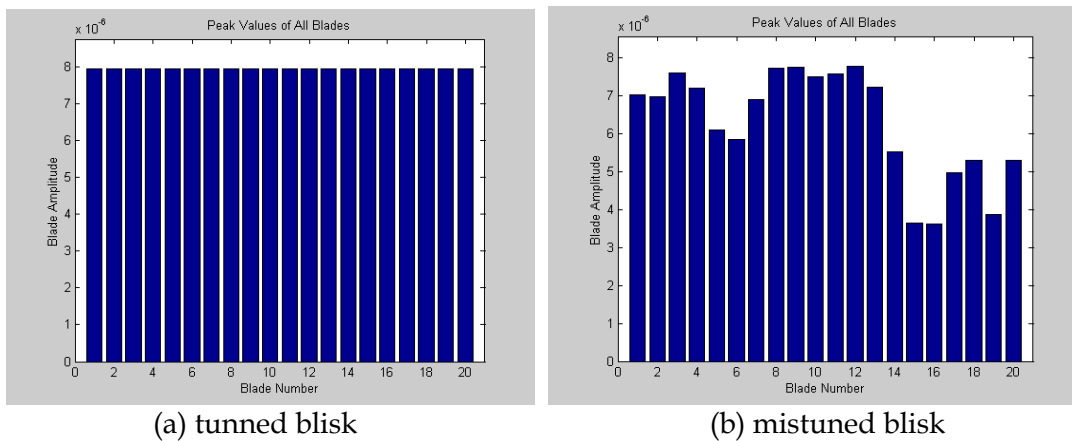 Peak Values of All Blades
x 10^-6
8
7
6
5
4
3
2
1
0
0 2 4 6 8 10 12 14 16 18 20
Blade Amplitude
Blade Number
(a) tunned blisk
Peak Values of All Blades
x 10^-6
8
7
6
5
4
3
2
1
0
0 2 4 6 8 10 12 14 16 18 20
Blade Amplitude
Blade Number
(b) mistuned blisk